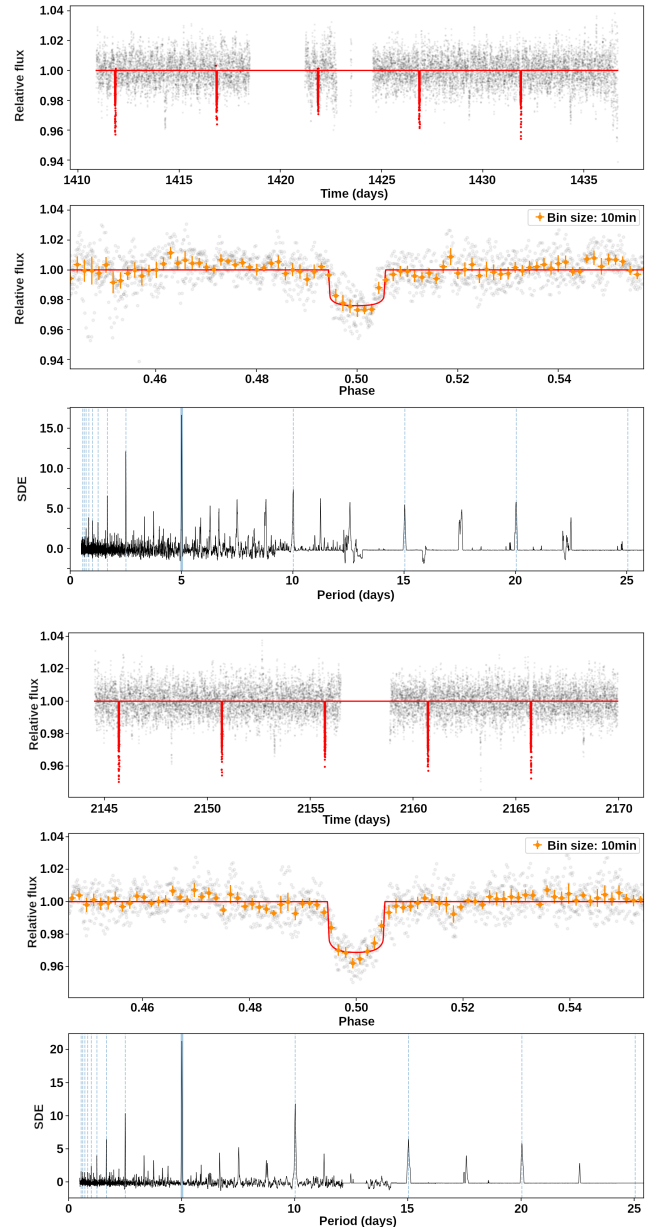 1.04
1.02
1.00
0.98
0.96
0.94
Relative flux
1410 1415 1420 1425 1430 1435
Time (days)
1.04
1.02
1.00
0.98
0.96
0.94
Relative flux
Bin size: 10min
0.46 0.48 0.50 0.52 0.54
Phase
15.0
10.0
5.0
0.0
SDE
0 5 10 15 20 25
Period (days)
1.04
1.02
1.00
0.98
0.96
Relative flux
2145 2150 2155 2160 2165 2170
Time (days)
1.04
1.02
1.00
0.98
0.96
Relative flux
Bin size: 10min
0.46 0.48 0.50 0.52 0.54
Phase
20
15
10
5
0
SDE
0 5 10 15 20 25
Period (days)